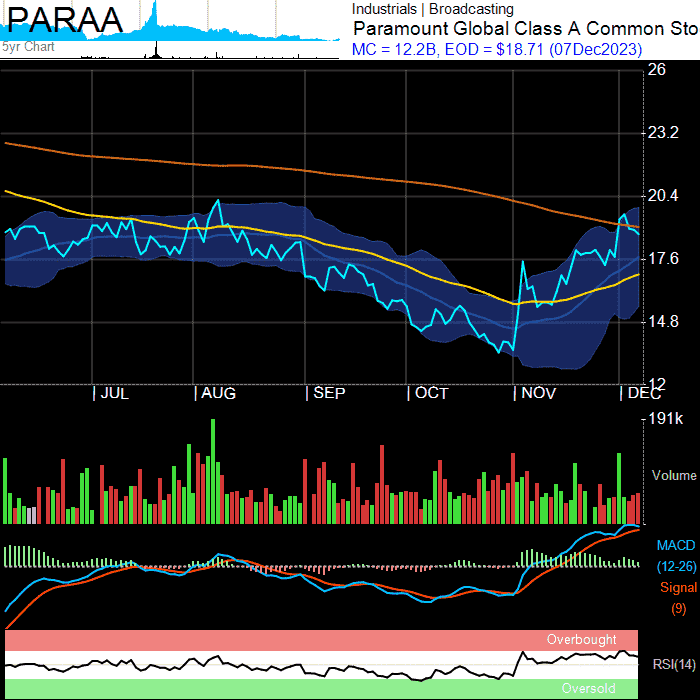 PARAA
5yr Chart
Industrials | Broadcasting
Paramount Global Class A Common Sto
MC = 12.2B, EOD = $18.71 (07Dec2023)
26
23.2
20.4
17.6
14.8
12
| JUL | AUG | SEP | OCT | NOV | DEC
191k
Volume
MACD
(12-26)
Signal
(9)
Overbought
RSI(14)
Oversold